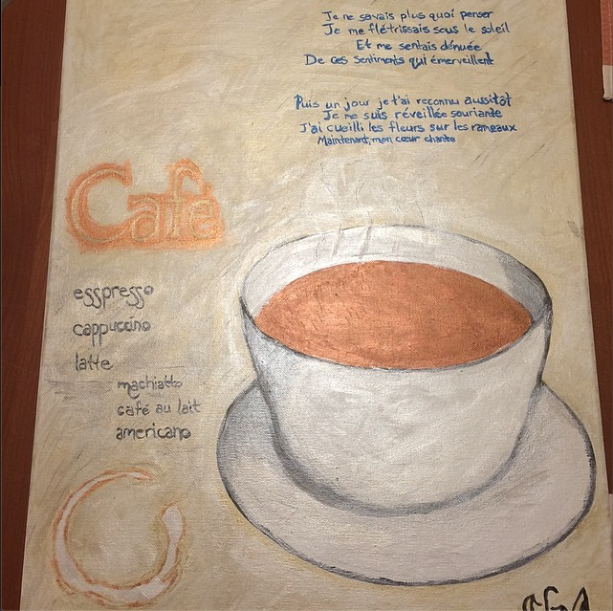 Je ne savais plus quoi penser
Je me flétrissais sous le soleil
Et me sentais dénuée
De ces sentiments qui émerveillent
Puis un jour je t'ai reconnu aussitôt
Je me suis réveillée souriante
J'ai cueilli les fleurs sur les rameaux
Maintenant, mon cœur chante
Café
esspresso
cappuccino
latte
machiatto
café au lait
americano